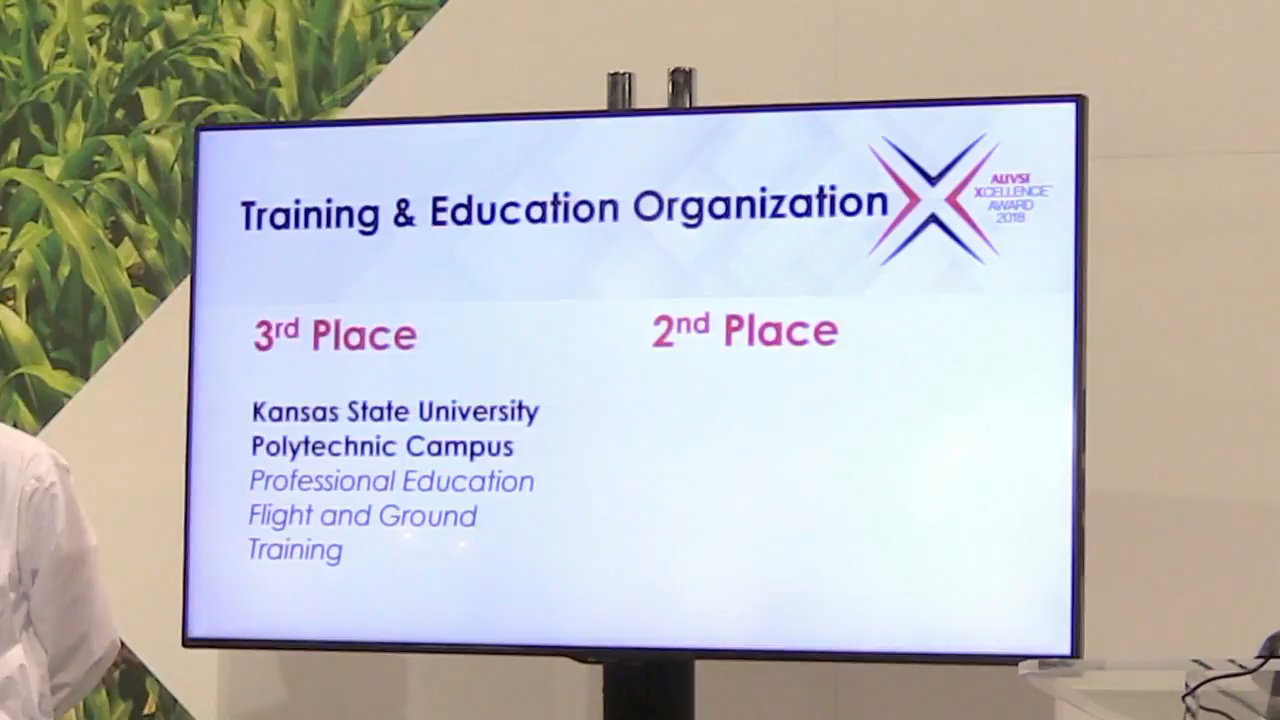 Training & Education Organization
AUVSI
XCELLENCE
AWARD
2018
3rd Place
2nd Place
Kansas State University
Polytechnic Campus
Professional Education
Flight and Ground
Training